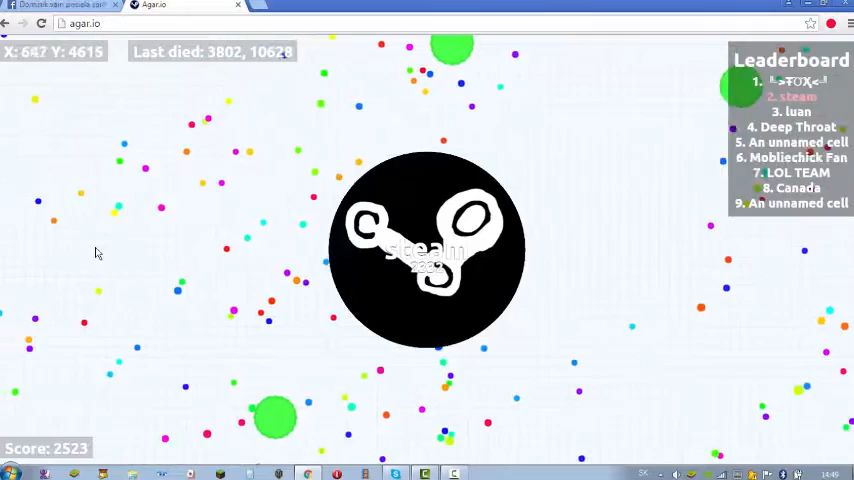 Agar.io
agar.io
X: 647 Y: 4615
Last died: 3802, 10628
Leaderboard
2. steam
3. luan
4. Deep Throat
5. An unnamed cell
6. Mobliechick Fan
7. LOL TEAM
8. Canada
9. An unnamed cell
steam
2332
Score: 2523
SK
14:49